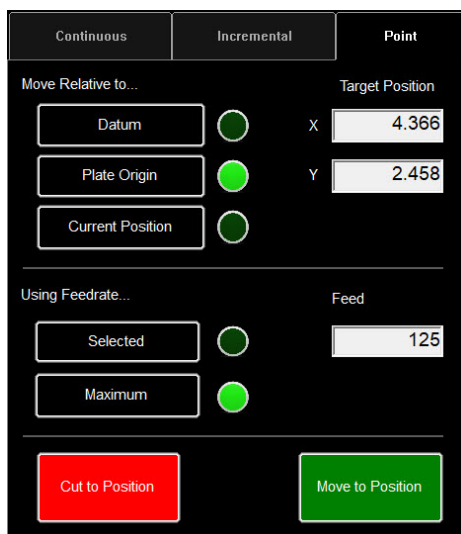 Continuous Incremental Point
Move Relative to... Target Position
Datum X 4.366
Plate Origin Y 2.458
Current Position
Using Feedrate... Feed
Selected 125
Maximum
Cut to Position Move to Position